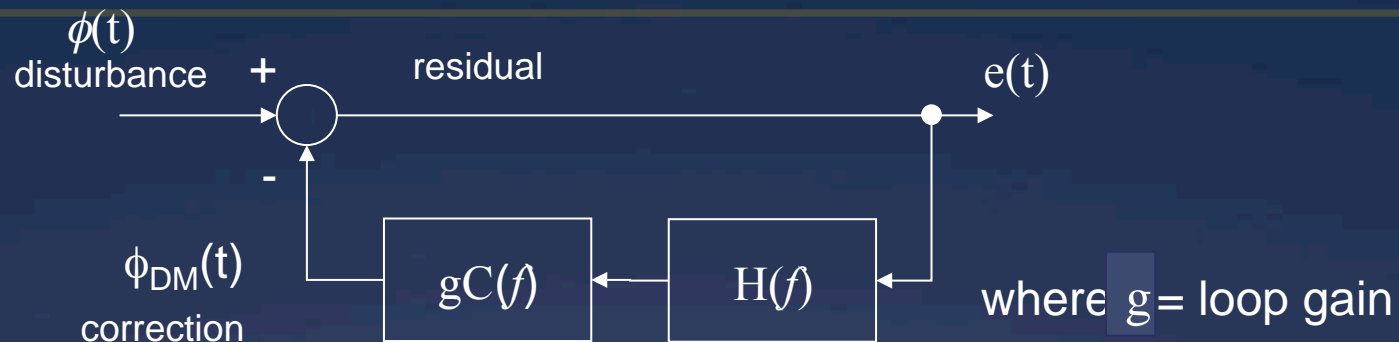 ϕ(t)
disturbance
+
residual
e(t)
-
ϕDM(t)
correction
gC(f)
H(f)
where g = loop gain